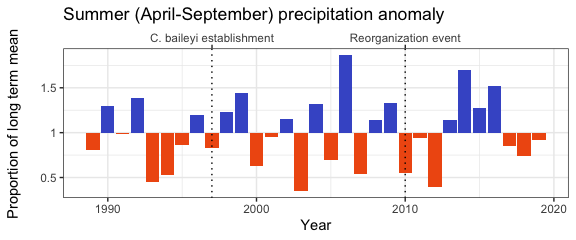 Summer (April-September) precipitation anomaly
C. baileyi establishment Reorganization event
Proportion of long term mean
1.5
1
0.5
1990 2000 2010 2020
Year